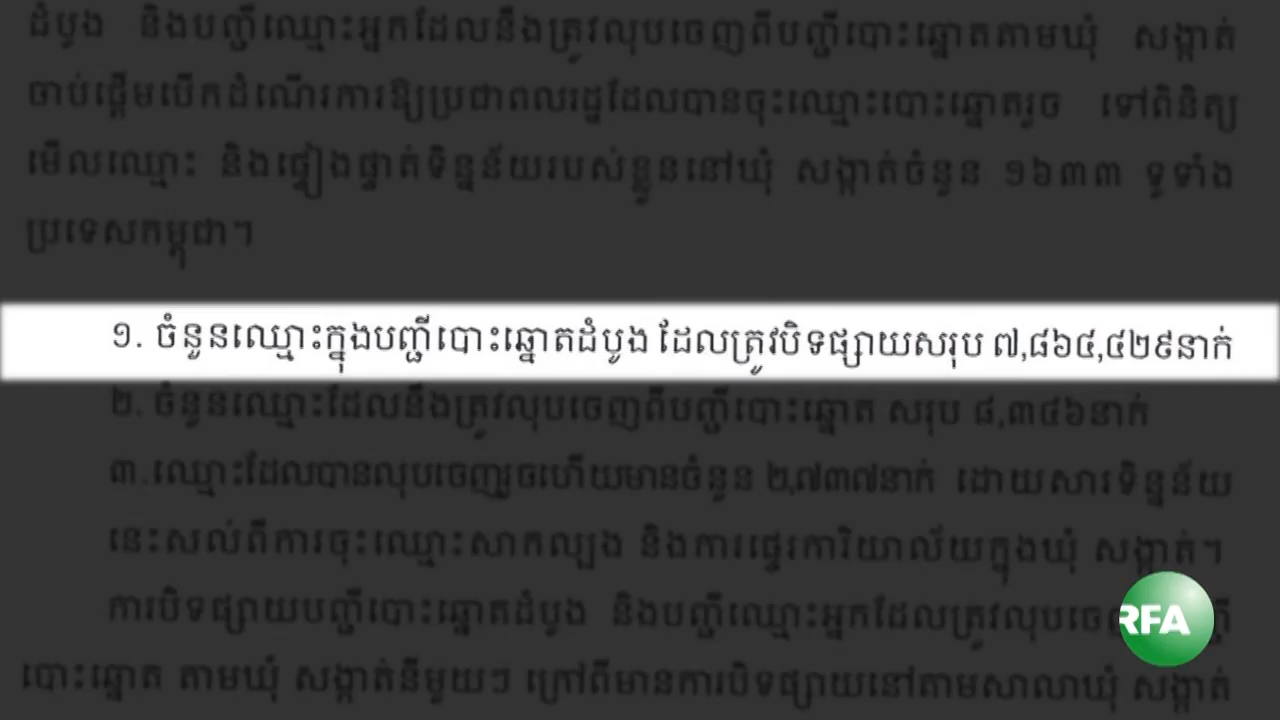 ដំបូង និងបញ្ជីឈ្មោះអ្នកដែលនឹងត្រូវលុបចេញពីបញ្ជីបោះឆ្នោតតាមឃុំ សង្កាត់
ចាប់ផ្តើមបើកដំណើរការឱ្យប្រជាពលរដ្ឋដែលបានចុះឈ្មោះបោះឆ្នោតរួច ទៅពិនិត្យ
មើលឈ្មោះ និងផ្ទៀងផ្ទាត់ទិន្នន័យរបស់ខ្លួននៅឃុំ សង្កាត់ចំនួន ១៦៣៣ ទូទាំង
ប្រទេសកម្ពុជា។
១. ចំនួនឈ្មោះក្នុងបញ្ជីបោះឆ្នោតដំបូង ដែលត្រូវបិទផ្សាយសរុប ៧,៨៦៤,៤២៩នាក់
២. ចំនួនឈ្មោះដែលនឹងត្រូវលុបចេញពីបញ្ជីបោះឆ្នោត សរុប ៨,៣៤៦នាក់
៣.ឈ្មោះដែលបានលុបចេញរួចហើយមានចំនួន ២,៧៣៧នាក់ ដោយសារទិន្នន័យ
នេះសល់ពីការចុះឈ្មោះសាកល្បង និងការផ្ទេរការិយាល័យក្នុងឃុំ សង្កាត់។
ការបិទផ្សាយបញ្ជីបោះឆ្នោតដំបូង និងបញ្ជីឈ្មោះអ្នកដែលត្រូវលុបចេញ
RFA
បោះឆ្នោត តាមឃុំ សង្កាត់នីមួយៗ ក្រៅពីមានការបិទផ្សាយនៅតាមសាលាឃុំ សង្កាត់